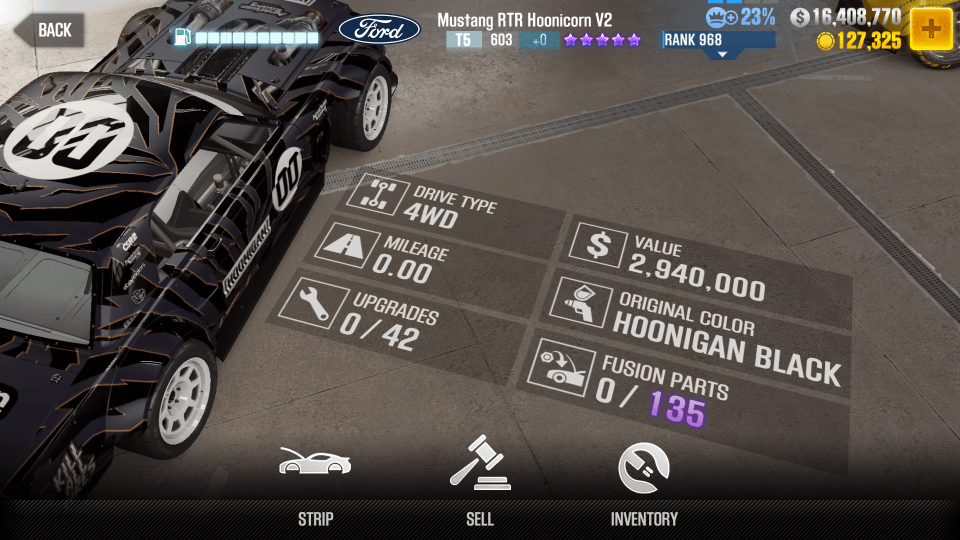 BACK
Ford
Mustang RTR Hoonicorn V2
T5 603 +0
RANK 968
23%
16,408,770
127,325
DRIVE TYPE
4WD
MILEAGE
0.00
UPGRADES
0 / 42
VALUE
2,940,000
ORIGINAL COLOR
HOONIGAN BLACK
FUSION PARTS
0 / 135
00
STRIP
SELL
INVENTORY